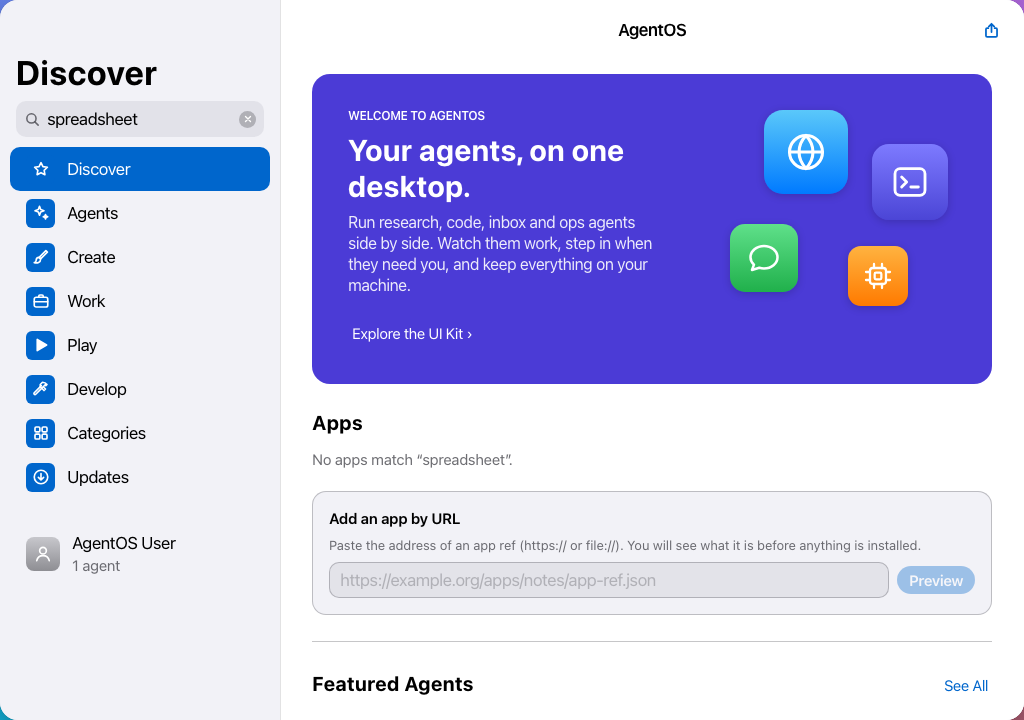 Discover
spreadsheet
Discover
Agents
Create
Work
Play
Develop
Categories
Updates
AgentOS User
1 agent
AgentOS
WELCOME TO AGENTOS
Your agents, on one
desktop.
Run research, code, inbox and ops agents
side by side. Watch them work, step in when
they need you, and keep everything on your
machine.
Explore the UI Kit ›
Apps
No apps match “spreadsheet”.
Add an app by URL
Paste the address of an app ref (https:// or file://). You will see what it is before anything is installed.
https://example.org/apps/notes/app-ref.json
Preview
Featured Agents
See All